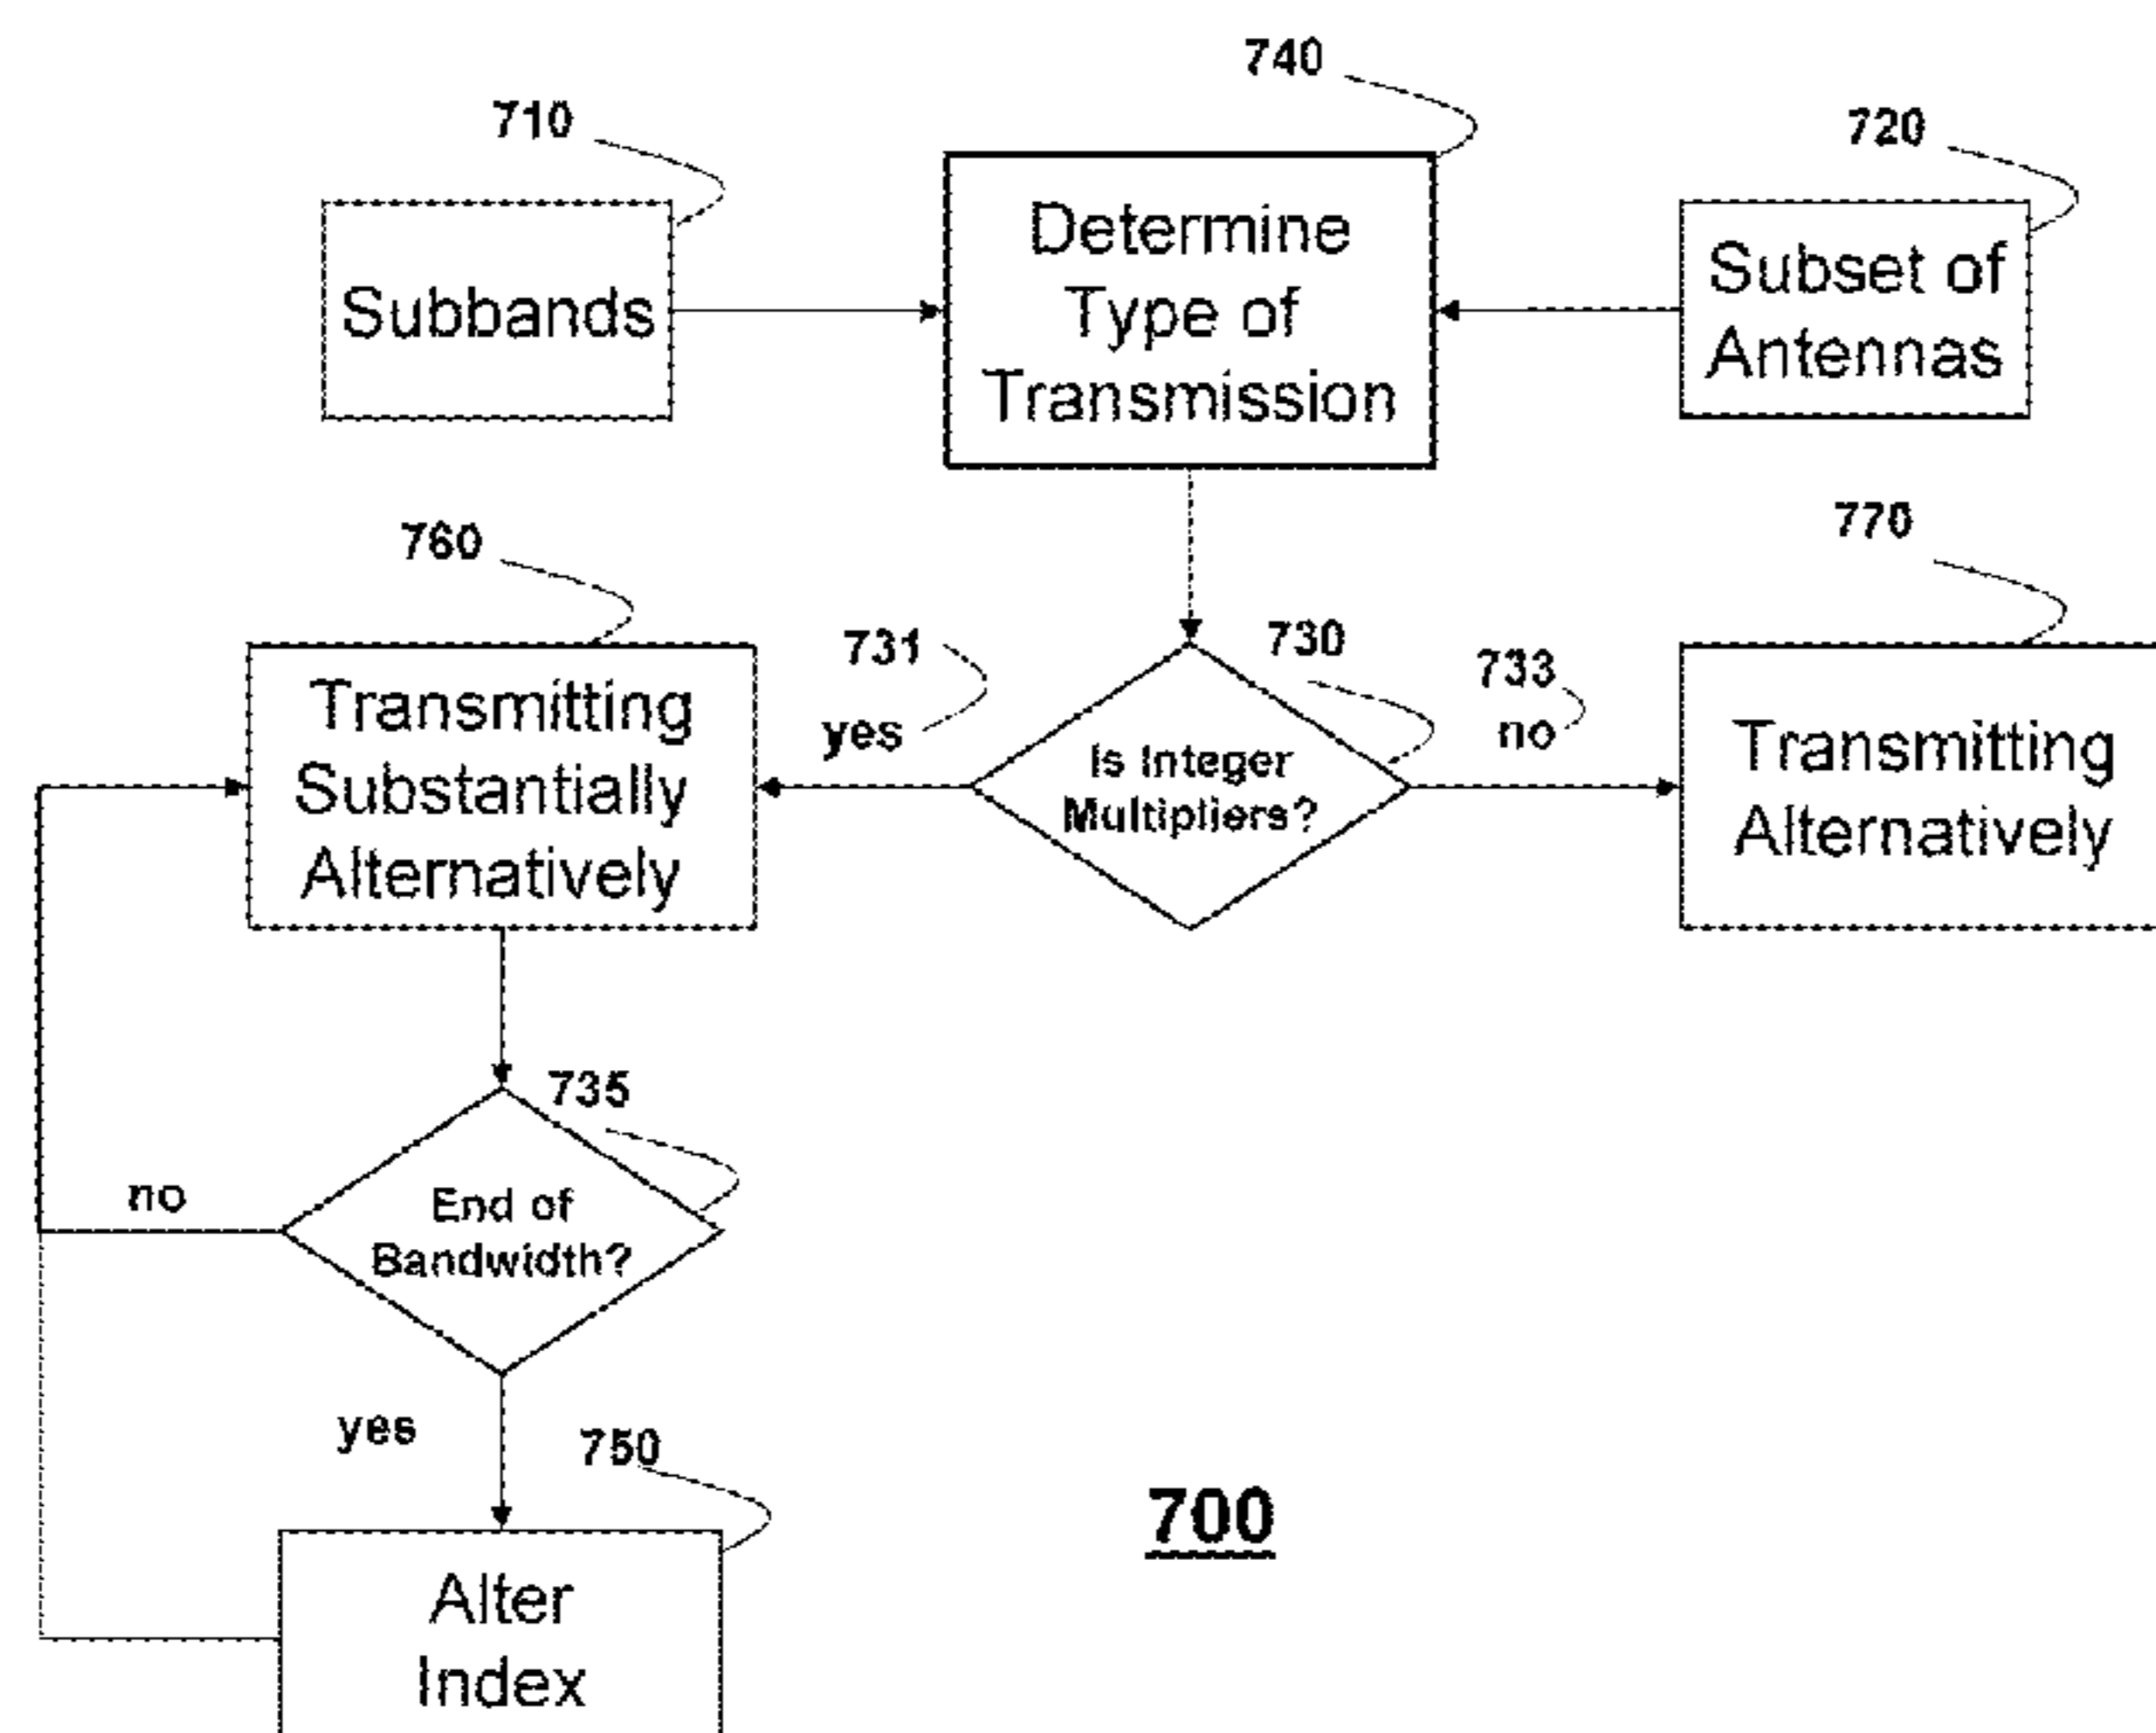 740
710
720
Subbands
Determine
Type of
Transmission
Subset of
Antennas
760
770
731
yes
730
733
no
Transmitting
Substantially
Alternatively
Is Integer
Multipliers?
Transmitting
Alternatively
735
no
End of
Bandwidth?
yes
750
Alter
Index
700